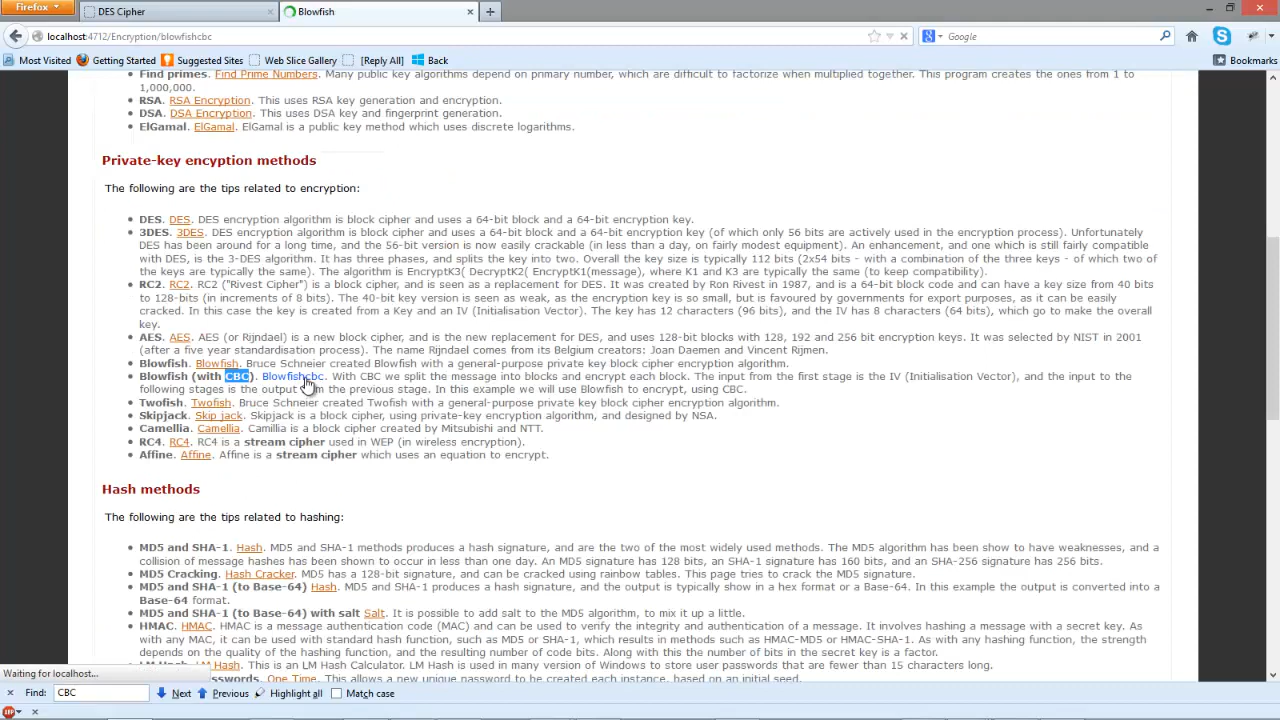 Firefox
DES Cipher
Blowfish
localhost:4712/Encryption/blowfishcbc
Google
Most Visited
Getting Started
Suggested Sites
Web Slice Gallery
[Reply All]
Back
Bookmarks
Find primes. Find Prime Numbers. Many public key algorithms depend on primary number, which are difficult to factorize when multiplied together. This program creates the ones from 1 to
1,000,000.
RSA. RSA Encryption. This uses RSA key generation and encryption.
DSA. DSA Encryption. This uses DSA key and fingerprint generation.
ElGamal. ElGamal. ElGamal is a public key method which uses discrete logarithms.
Private-key encyption methods
The following are the tips related to encryption:
DES. DES. DES encryption algorithm is block cipher and uses a 64-bit block and a 64-bit encryption key.
3DES. 3DES. DES encryption algorithm is block cipher and uses a 64-bit block and a 64-bit encryption key (of which only 56 bits are actively used in the encryption process). Unfortunately
DES has been around for a long time, and the 56-bit version is now easily crackable (in less than a day, on fairly modest equipment). An enhancement, and one which is still fairly compatible
with DES, is the 3-DES algorithm. It has three phases, and splits the key into two. Overall the key size is typically 112 bits (2x54 bits - with a combination of the three keys - of which two of
the keys are typically the same). The algorithm is EncryptK3( DecryptK2( EncryptK1(message), where K1 and K3 are typically the same (to keep compatibility).
RC2. RC2. RC2 ("Rivest Cipher") is a block cipher, and is seen as a replacement for DES. It was created by Ron Rivest in 1987, and is a 64-bit block code and can have a key size from 40 bits
to 128-bits (in increments of 8 bits). The 40-bit key version is seen as weak, as the encryption key is so small, but is favoured by governments for export purposes, as it can be easily
cracked. In this case the key is created from a Key and an IV (Initialisation Vector). The key has 12 characters (96 bits), and the IV has 8 characters (64 bits), which go to make the overall
key.
AES. AES. AES (or Rijndael) is a new block cipher, and is the new replacement for DES, and uses 128-bit blocks with 128, 192 and 256 bit encryption keys. It was selected by NIST in 2001
(after a five year standardisation process). The name Rijndael comes from its Belgium creators: Joan Daemen and Vincent Rijmen.
Blowfish. Blowfish. Bruce Schneier created Blowfish with a general-purpose private key block cipher encryption algorithm.
Blowfish (with CBC). Blowfishcbc. With CBC we split the message into blocks and encrypt each block. The input from the first stage is the IV (Initialisation Vector), and the input to the
following stages is the output from the previous stage. In this example we will use Blowfish to encrypt, using CBC.
Twofish. Twofish. Bruce Schneier created Twofish with a general-purpose private key block cipher encryption algorithm.
Skipjack. Skip jack. Skipjack is a block cipher, using private-key encryption algorithm, and designed by NSA.
Camellia. Camellia. Camillia is a block cipher created by Mitsubishi and NTT.
RC4. RC4. RC4 is a stream cipher used in WEP (in wireless encryption).
Affine. Affine. Affine is a stream cipher which uses an equation to encrypt.
Hash methods
The following are the tips related to hashing:
MD5 and SHA-1. Hash. MD5 and SHA-1 methods produces a hash signature, and are the two of the most widely used methods. The MD5 algorithm has been show to have weaknesses, and a
collision of message hashes has been shown to occur in less than one day. An MD5 signature has 128 bits, an SHA-1 signature has 160 bits, and an SHA-256 signature has 256 bits.
MD5 Cracking. Hash Cracker. MD5 has a 128-bit signature, and can be cracked using rainbow tables. This page tries to crack the MD5 signature.
MD5 and SHA-1 (to Base-64) Hash. MD5 and SHA-1 produces a hash signature, and the output is typically show in a hex format or a Base-64. In this example the output is converted into a
Base-64 format.
MD5 and SHA-1 (to Base-64) with salt Salt. It is possible to add salt to the MD5 algorithm, to mix it up a little.
HMAC. HMAC. HMAC is a message authentication code (MAC) and can be used to verify the integrity and authentication of a message. It involves hashing a message with a secret key. As
with any MAC, it can be used with standard hash function, such as MD5 or SHA-1, which results in methods such as HMAC-MD5 or HMAC-SHA-1. As with any hashing function, the strength
depends on the quality of the hashing function, and the resulting number of code bits. Along with this the number of bits in the secret key is a factor.
LM Hash. This is an LM Hash Calculator. LM Hash is used in many version of Windows to store user passwords that are fewer than 15 characters long.
Waiting for localhost...
One Time. This allows a new unique password to be created each instance, based on an initial seed.
Find:
CBC
Next
Previous
Highlight all
Match case